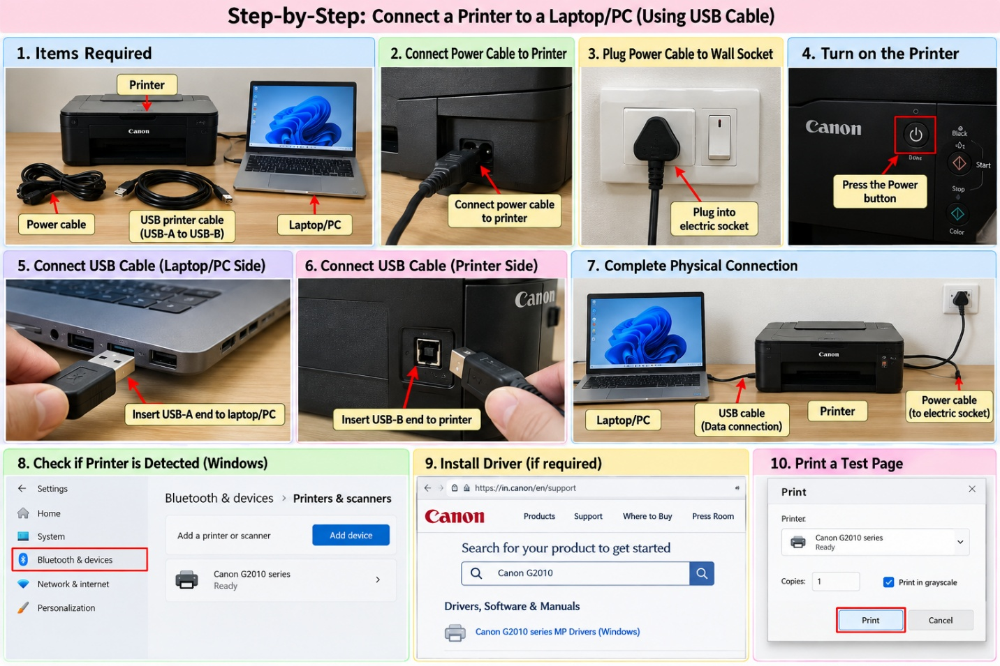 Step-by-Step: Connect a Printer to a Laptop/PC (Using USB Cable)
1. Items Required
Printer
Canon
Power cable
USB printer cable
(USB-A to USB-B)
Laptop/PC
2. Connect Power Cable to Printer
Connect power cable
to printer
3. Plug Power Cable to Wall Socket
Plug into
electric socket
4. Turn on the Printer
Canon
Black
Start
Stop
Color
Press the Power
button
5. Connect USB Cable (Laptop/PC Side)
Insert USB-A end to laptop/PC
6. Connect USB Cable (Printer Side)
Canon
Insert USB-B end to printer
7. Complete Physical Connection
Canon
Laptop/PC
USB cable
(Data connection)
Printer
Power cable
(to electric socket)
8. Check if Printer is Detected (Windows)
Settings
Home
System
Bluetooth & devices
Network & internet
Personalization
Bluetooth & devices > Printers & scanners
Add a printer or scanner
Add device
Canon G2010 series
Ready
9. Install Driver (if required)
https://in.canon/en/support
Canon
Products Support Where to Buy Press Room
Search for your product to get started
Canon G2010
Drivers, Software & Manuals
Canon G2010 series MP Drivers (Windows)
10. Print a Test Page
Print
Printer:
Canon G2010 series
Ready
Copies: 1
Print in grayscale
Print
Cancel